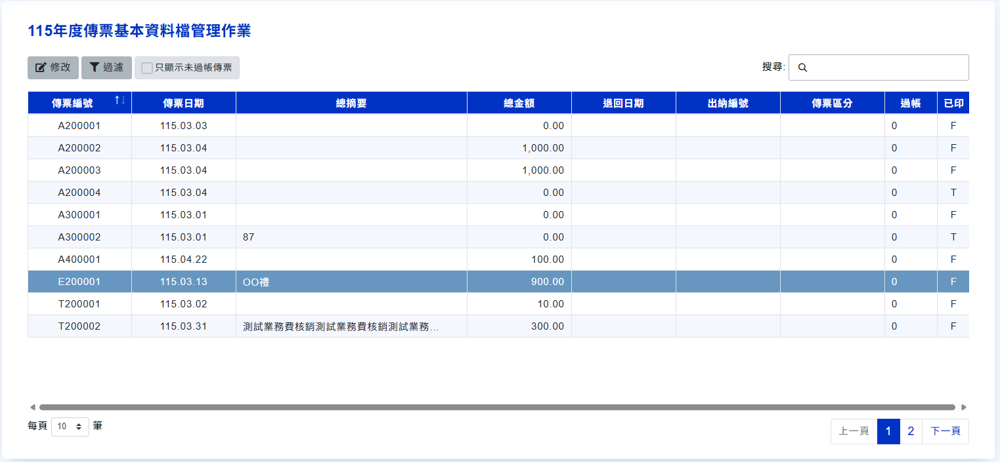 115年度傳票基本資料檔管理作業
修改 過濾 只顯示未過帳傳票 搜尋:
傳票編號 傳票日期 總摘要 總金額 退回日期 出納編號 傳票區分 過帳 已印
A200001 115.03.03 0.00 0 F
A200002 115.03.04 1,000.00 0 F
A200003 115.03.04 1,000.00 0 F
A200004 115.03.04 0.00 0 T
A300001 115.03.01 0.00 0 F
A300002 115.03.01 87 0.00 0 T
A400001 115.04.22 100.00 0 F
E200001 115.03.13 OO禮 900.00 0 F
T200001 115.03.02 10.00 0 F
T200002 115.03.31 測試業務費核銷測試業務費核銷測試業務... 300.00 0 F
每頁 10 筆 上一頁 1 2 下一頁